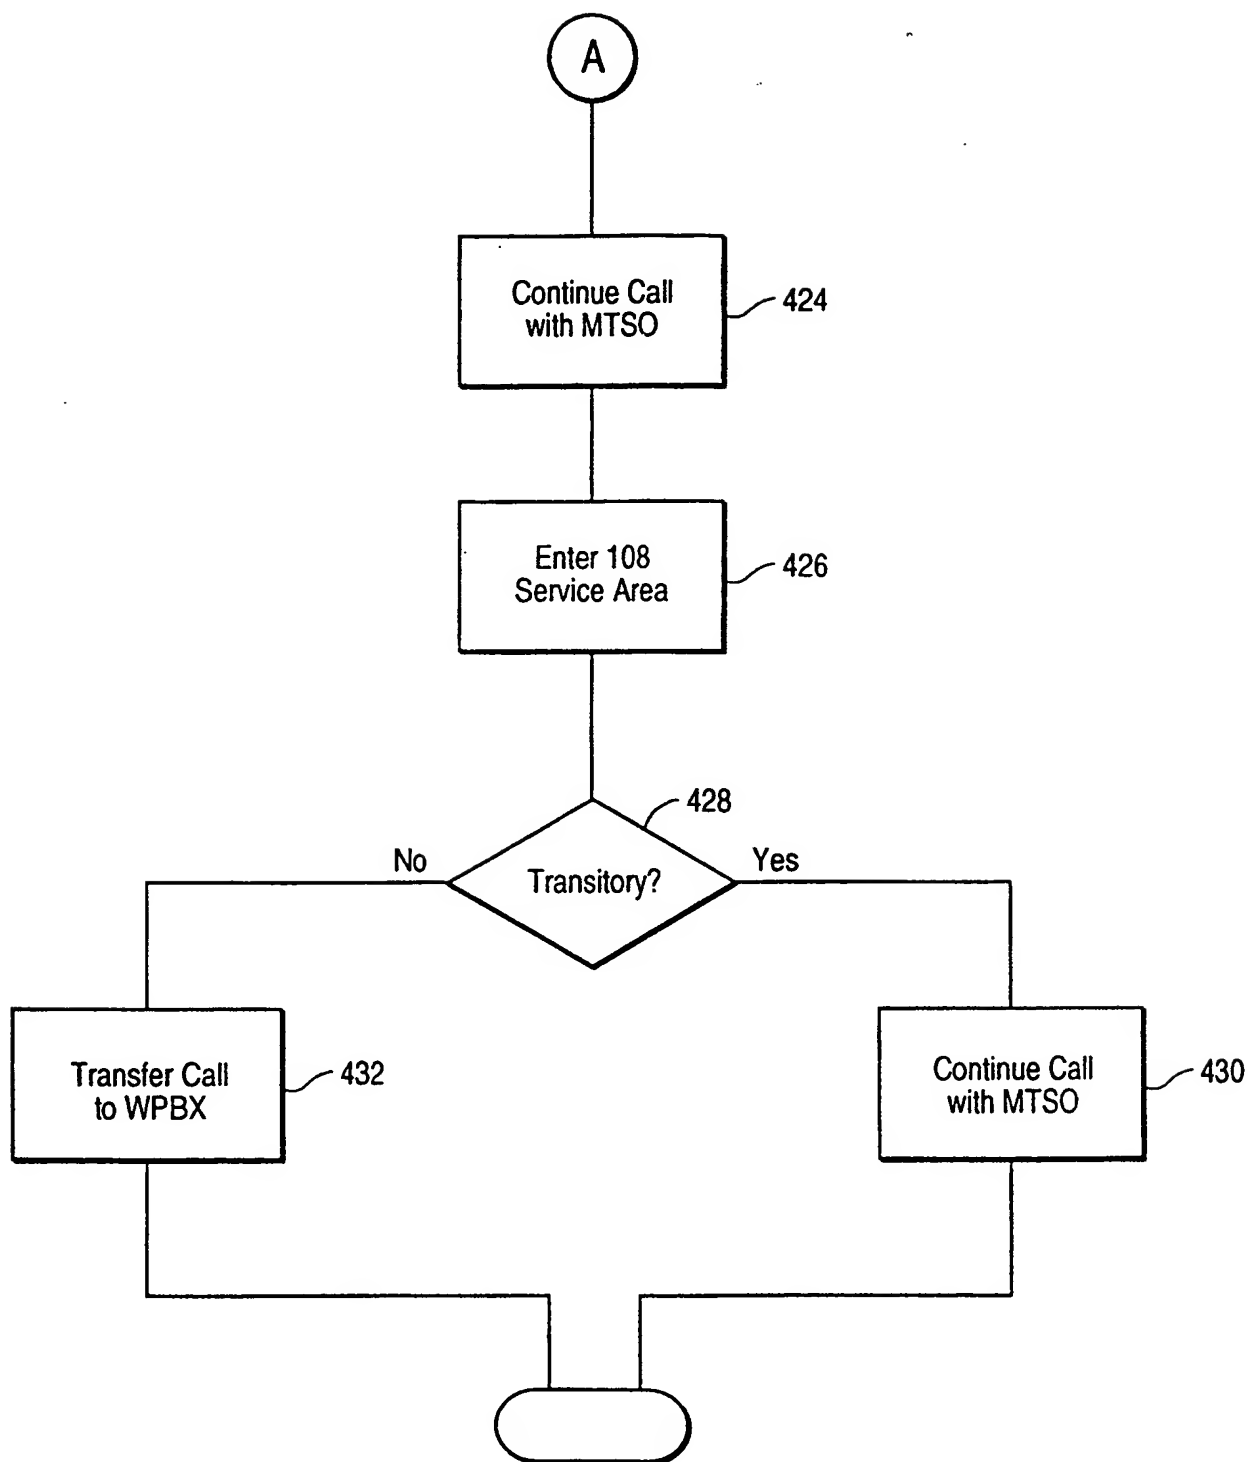 A
Continue Call
with MTSO
424
Enter 108
Service Area
426
428
No
Transitory?
Yes
Transfer Call
to WPBX
432
Continue Call
with MTSO
430